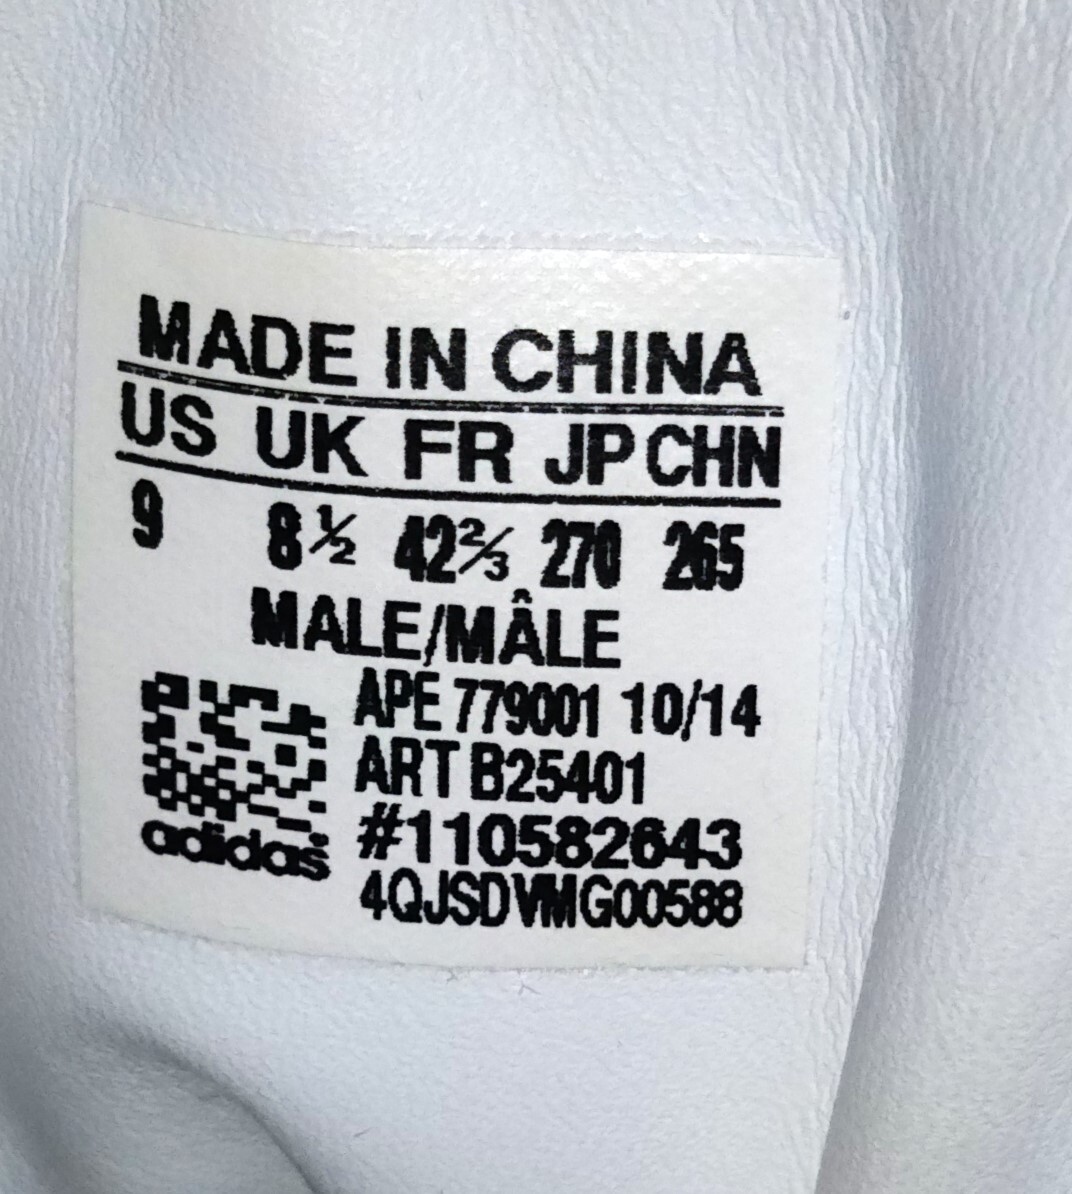 MADE IN CHINA
US UK FR JP CHN
9 8½ 42⅔ 270 265
MALE/MÂLE
APE 779001 10/14
ART B25401
#110582643
4QJSDVMG00588
adidas